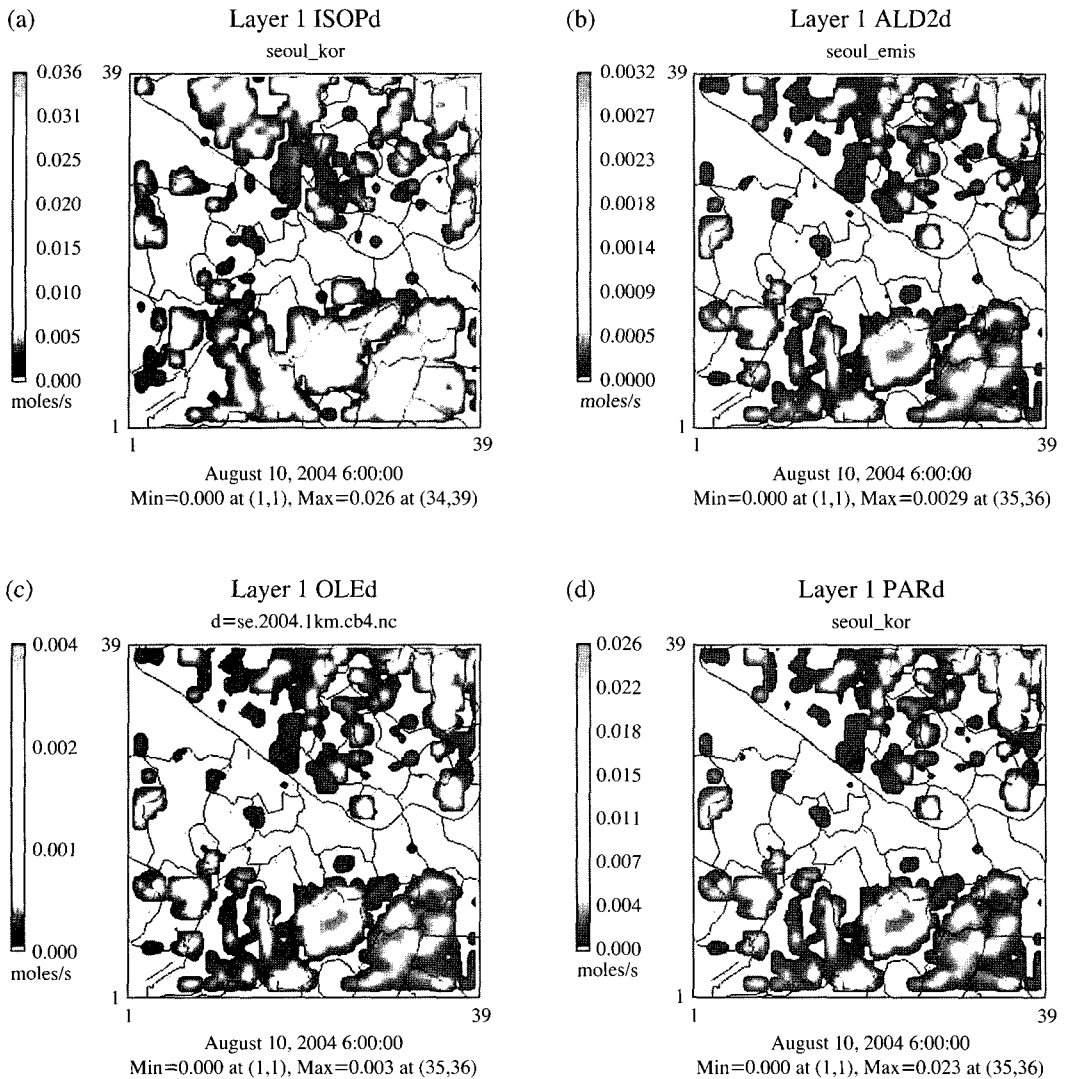 (a) Layer 1 ISOPd
seoul_kor
0.036
0.031
0.025
0.020
0.015
0.010
0.005
0.000
moles/s
39
1
1 39
August 10, 2004 6:00:00
Min=0.000 at (1,1), Max=0.026 at (34,39)
(b) Layer 1 ALD2d
seoul_emis
0.0032
0.0027
0.0023
0.0018
0.0014
0.0009
0.0005
0.0000
moles/s
39
1
1 39
August 10, 2004 6:00:00
Min=0.000 at (1,1), Max=0.0029 at (35,36)
(c) Layer 1 OLEd
d=se.2004.1km.cb4.nc
0.004
0.002
0.001
0.000
moles/s
39
1
1 39
August 10, 2004 6:00:00
Min=0.000 at (1,1), Max=0.003 at (35,36)
(d) Layer 1 PARd
seoul_kor
0.026
0.022
0.018
0.015
0.011
0.007
0.004
0.000
moles/s
39
1
1 39
August 10, 2004 6:00:00
Min=0.000 at (1,1), Max=0.023 at (35,36)